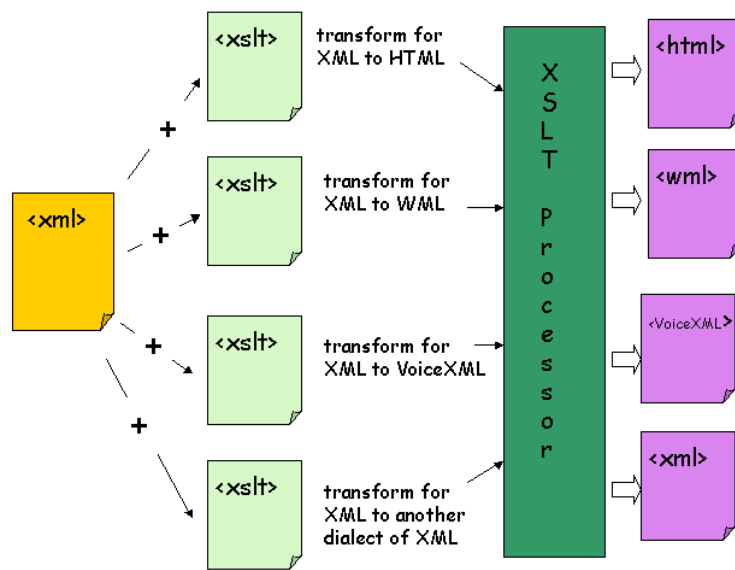 <xml>
+
+
+
+
<xslt>
transform for
XML to HTML
<xslt>
transform for
XML to WML
<xslt>
transform for
XML to VoiceXML
<xslt>
transform for
XML to another
dialect of XML
XSLT Processor
<html>
<wml>
<VoiceXML>
<xml>